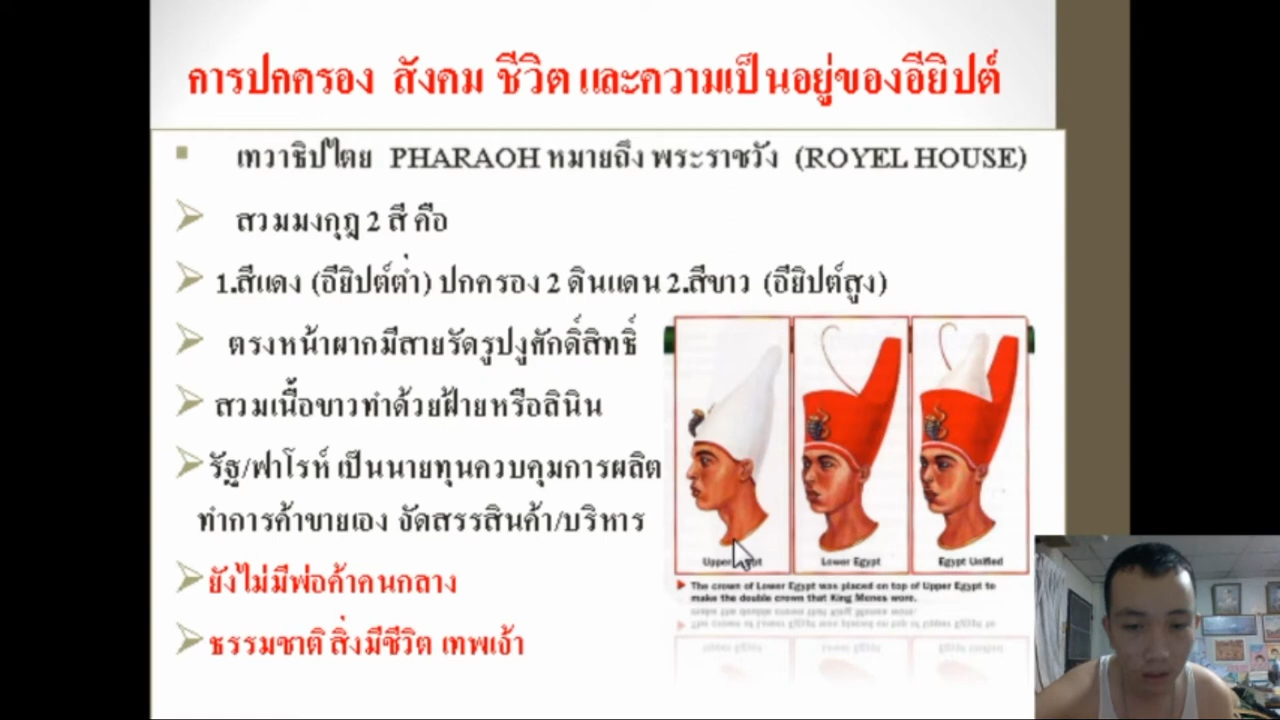 การปกครอง สังคม ชีวิต และความเป็นอยู่ของอียิปต์
เทวาธิปไตย PHARAOH หมายถึง พระราชวัง (ROYEL HOUSE)
สวมมงกุฎ 2 สี คือ
1.สีแดง (อียิปต์ต่ำ) ปกครอง 2 ดินแดน 2.สีขาว (อียิปต์สูง)
ตรงหน้าผากมีสายรัดรูปงูศักดิ์สิทธิ์
สวมเนื้อขาวทำด้วยฝ้ายหรือลินิน
รัฐ/ฟาโรห์ เป็นนายทุนควบคุมการผลิต
ทำการค้าขายเอง จัดสรรสินค้า/บริหาร
ยังไม่มีพ่อค้าคนกลาง
ธรรมชาติ สิ่งมีชีวิต เทพเจ้า
Upper Lower Egypt Egypt Unified
The crown of Lower Egypt was placed on top of Upper Egypt to
make the double crown that King Menes wore.